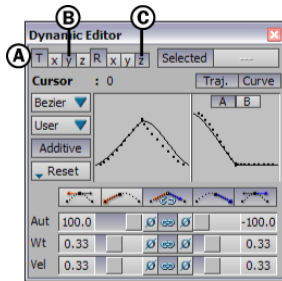 B C
Dynamic Editor
A T x y z R x y z Selected ---
Cursor : 0 Traj. Curve
Bezier A B
User
Additive
Reset
Aut 100.0 ø ø -100.0
Wt 0.33 ø ø 0.33
Vel 0.33 ø ø 0.33